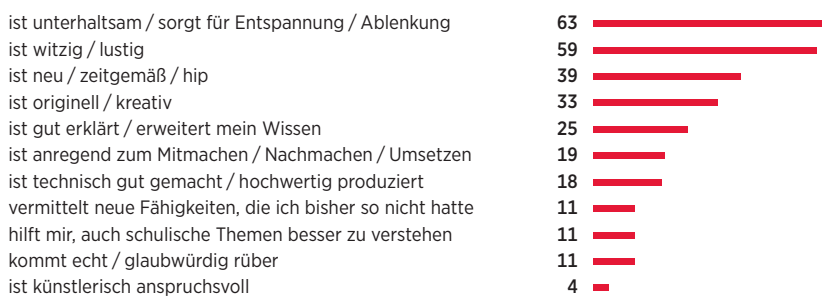 ist unterhaltsam / sorgt für Entspannung / Ablenkung 63
ist witzig / lustig 59
ist neu / zeitgemäß / hip 39
ist originell / kreativ 33
ist gut erklärt / erweitert mein Wissen 25
ist anregend zum Mitmachen / Nachmachen / Umsetzen 19
ist technisch gut gemacht / hochwertig produziert 18
vermittelt neue Fähigkeiten, die ich bisher so nicht hatte 11
hilft mir, auch schulische Themen besser zu verstehen 11
kommt echt / glaubwürdig rüber 11
ist künstlerisch anspruchsvoll 4